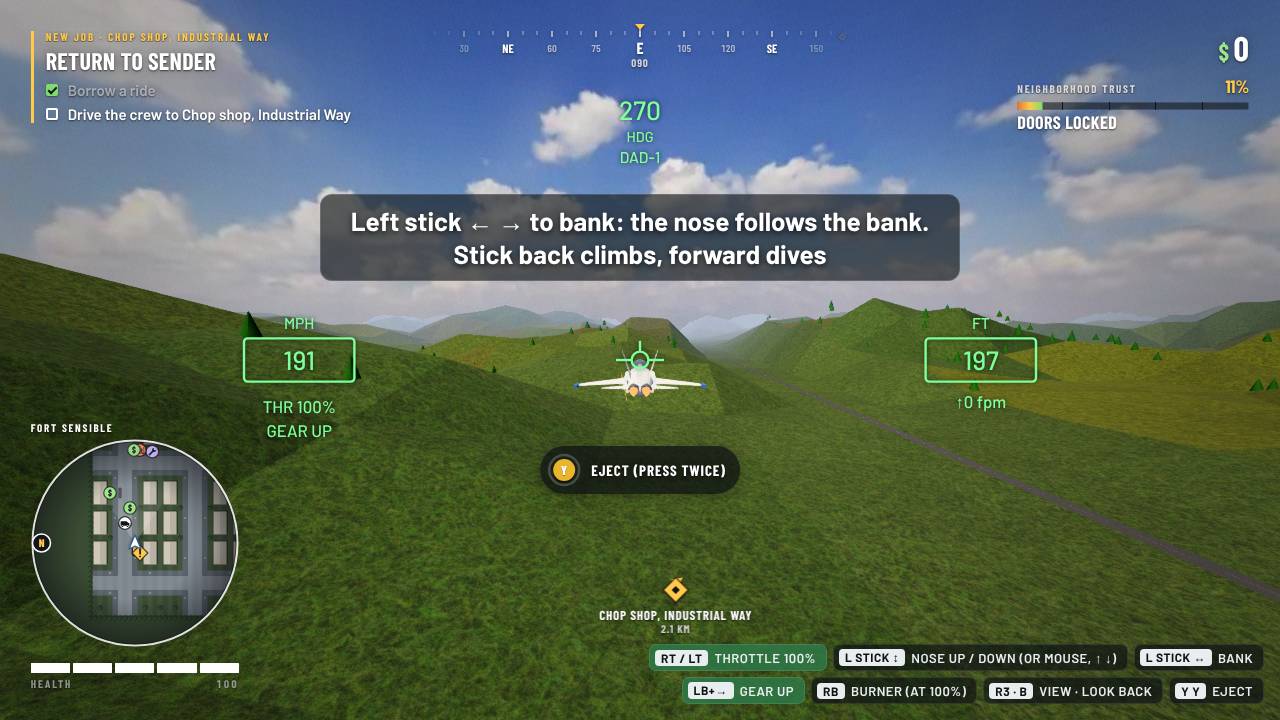 NEW JOB · CHOP SHOP, INDUSTRIAL WAY
RETURN TO SENDER
Borrow a ride
Drive the crew to Chop shop, Industrial Way
30 NE 60 75 E 105 120 SE 150
090
$0
NEIGHBORHOOD TRUST 11%
DOORS LOCKED
270
HDG
DAD-1
Left stick ← → to bank: the nose follows the bank.
Stick back climbs, forward dives
MPH
191
THR 100%
GEAR UP
FT
197
↑0 fpm
Y EJECT (PRESS TWICE)
FORT SENSIBLE
N
HEALTH 100
CHOP SHOP, INDUSTRIAL WAY
2.1 KM
RT / LT THROTTLE 100% L STICK ↕ NOSE UP / DOWN (OR MOUSE, ↑ ↓) L STICK ↔ BANK
LB+→ GEAR UP RB BURNER (AT 100%) R3 · B VIEW · LOOK BACK Y Y EJECT